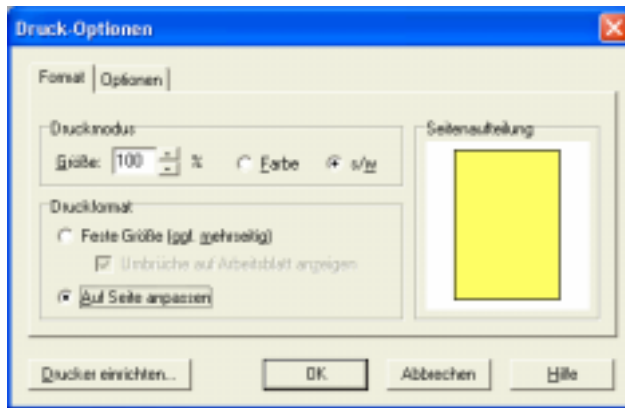 Druck-Optionen
Format Optionen
Druckmodus
Größe: 100 % Farbe s/w
Druckformat
Feste Größe (ggf. mehrseitig)
Umbrüche auf Arbeitsblatt anzeigen
Auf Seite anpassen
Seitenaufteilung
Drucker einrichten... OK Abbrechen Hilfe